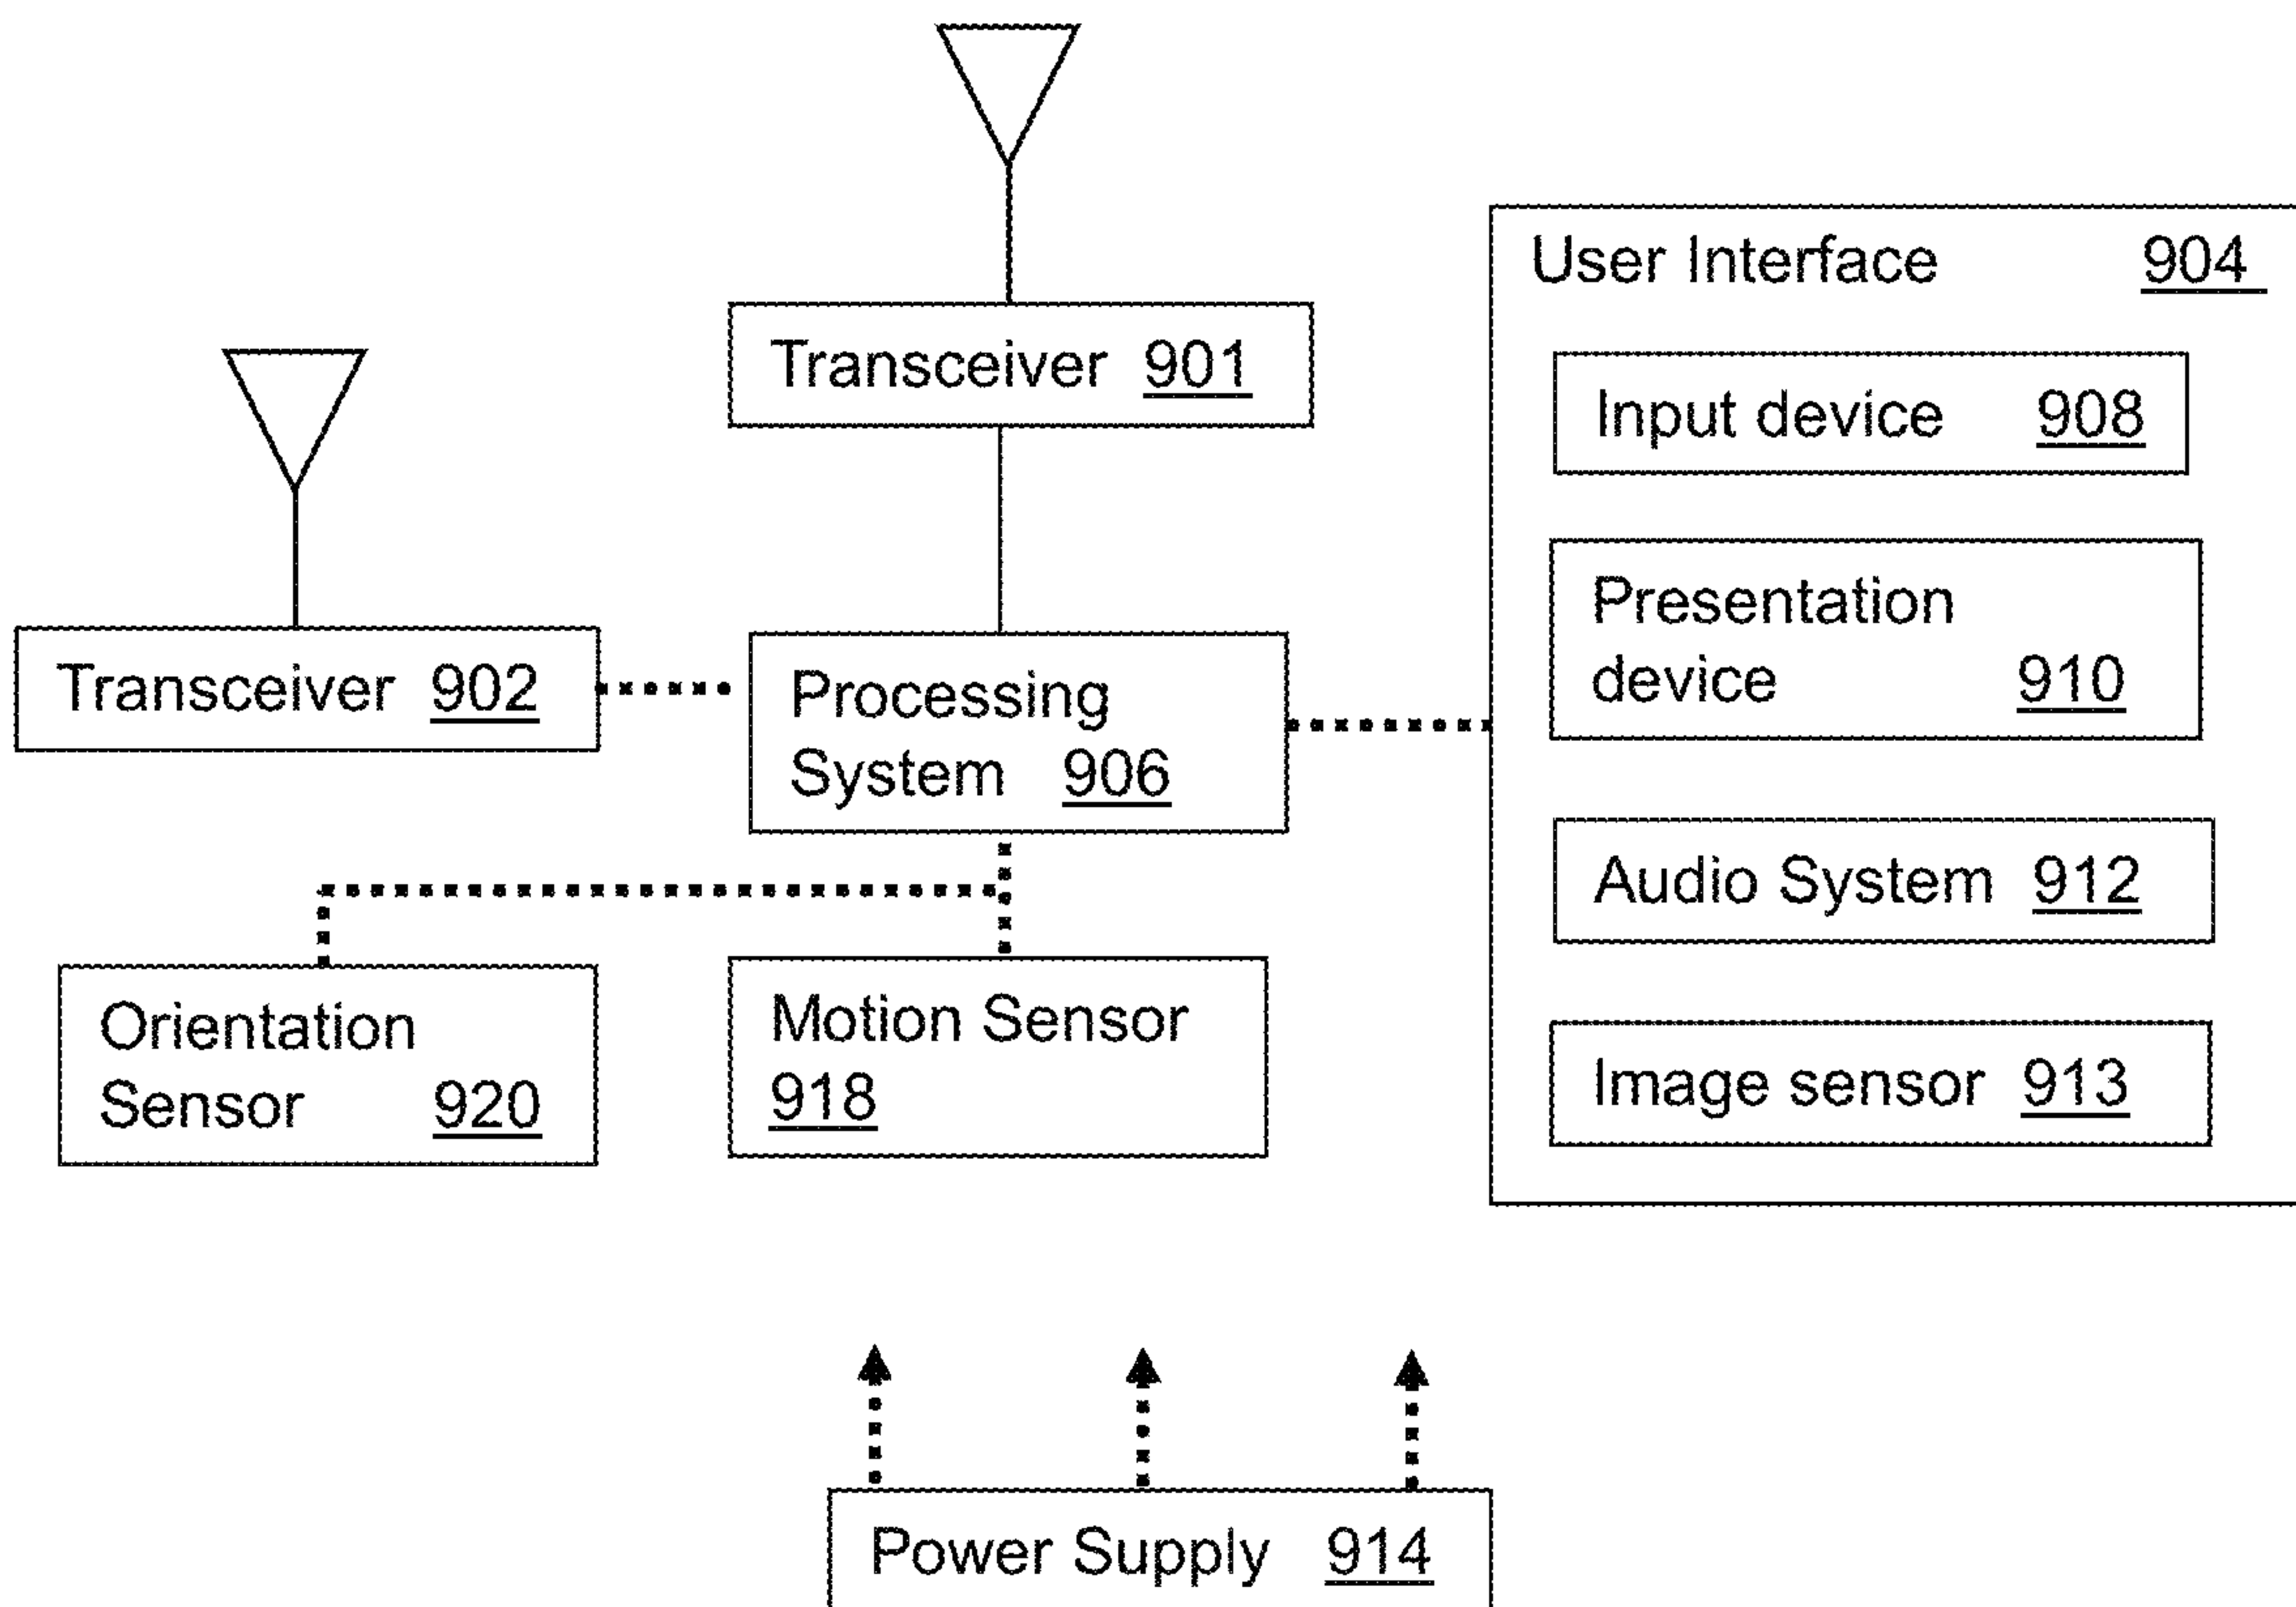 Transceiver 901
Transceiver 902
Processing
System 906
Orientation
Sensor 920
Motion Sensor
918
User Interface 904
Input device 908
Presentation
device 910
Audio System 912
Image sensor 913
Power Supply 914